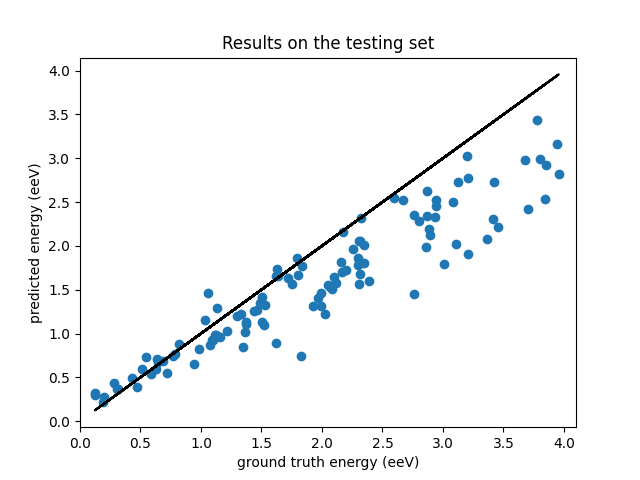 Results on the testing set
4.0
3.5
3.0
2.5
2.0
1.5
1.0
0.5
0.0
predicted energy (eeV)
0.0 0.5 1.0 1.5 2.0 2.5 3.0 3.5 4.0
ground truth energy (eeV)